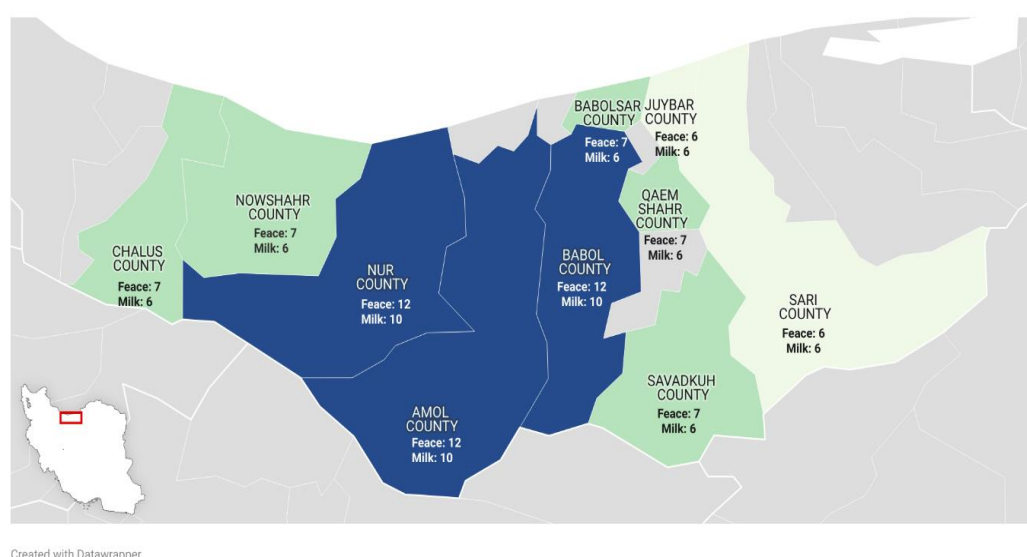 BABOLSAR
COUNTY
Feace: 7
Milk: 6
JUYBAR
COUNTY
Feace: 6
Milk: 6
NOWSHAHR
COUNTY
Feace: 7
Milk: 6
QAEM
SHAHR
COUNTY
Feace: 7
Milk: 6
CHALUS
COUNTY
Feace: 7
Milk: 6
NUR
COUNTY
Feace: 12
Milk: 10
BABOL
COUNTY
Feace: 12
Milk: 10
SARI
COUNTY
Feace: 6
Milk: 6
SAVADKUH
COUNTY
Feace: 7
Milk: 6
AMOL
COUNTY
Feace: 12
Milk: 10
Created with Datawrapper